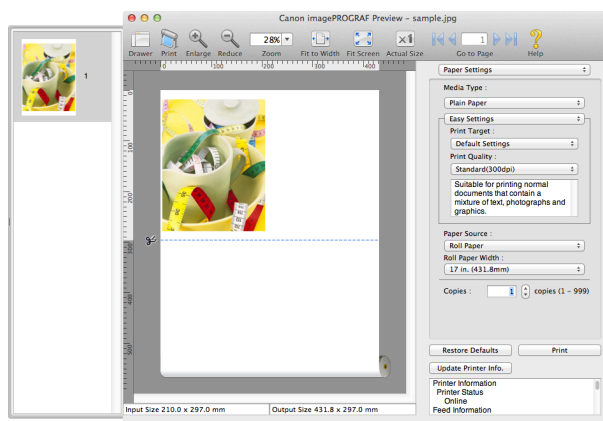 Canon imagePROGRAF Preview - sample.jpg
28%
1
Drawer Print Enlarge Reduce Zoom Fit to Width Fit Screen Actual Size Go to Page Help
1
0 100 200 300 400
0
100
200
300
400
500
Paper Settings
Media Type :
Plain Paper
Easy Settings
Print Target :
Default Settings
Print Quality :
Standard(300dpi)
Suitable for printing normal
documents that contain a
mixture of text, photographs and
graphics.
Paper Source :
Roll Paper
Roll Paper Width :
17 in. (431.8mm)
Copies : 1 copies (1 – 999)
Restore Defaults Print
Update Printer Info.
Printer Information
Printer Status
Online
Feed Information
Input Size 210.0 x 297.0 mm Output Size 431.8 x 297.0 mm